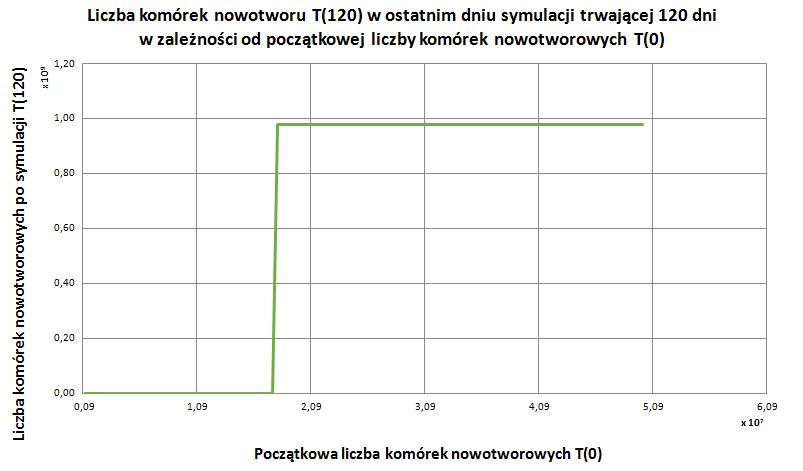 Liczba komórek nowotworu T(120) w ostatnim dniu symulacji trwającej 120 dni
w zależności od początkowej liczby komórek nowotworowych T(0)
Liczba komórek nowotworowych po symulacji T(120)
x 10⁹
1,20
1,00
0,80
0,60
0,40
0,20
0,00
0,09 1,09 2,09 3,09 4,09 5,09 6,09
x 10⁷
Początkowa liczba komórek nowotworowych T(0)